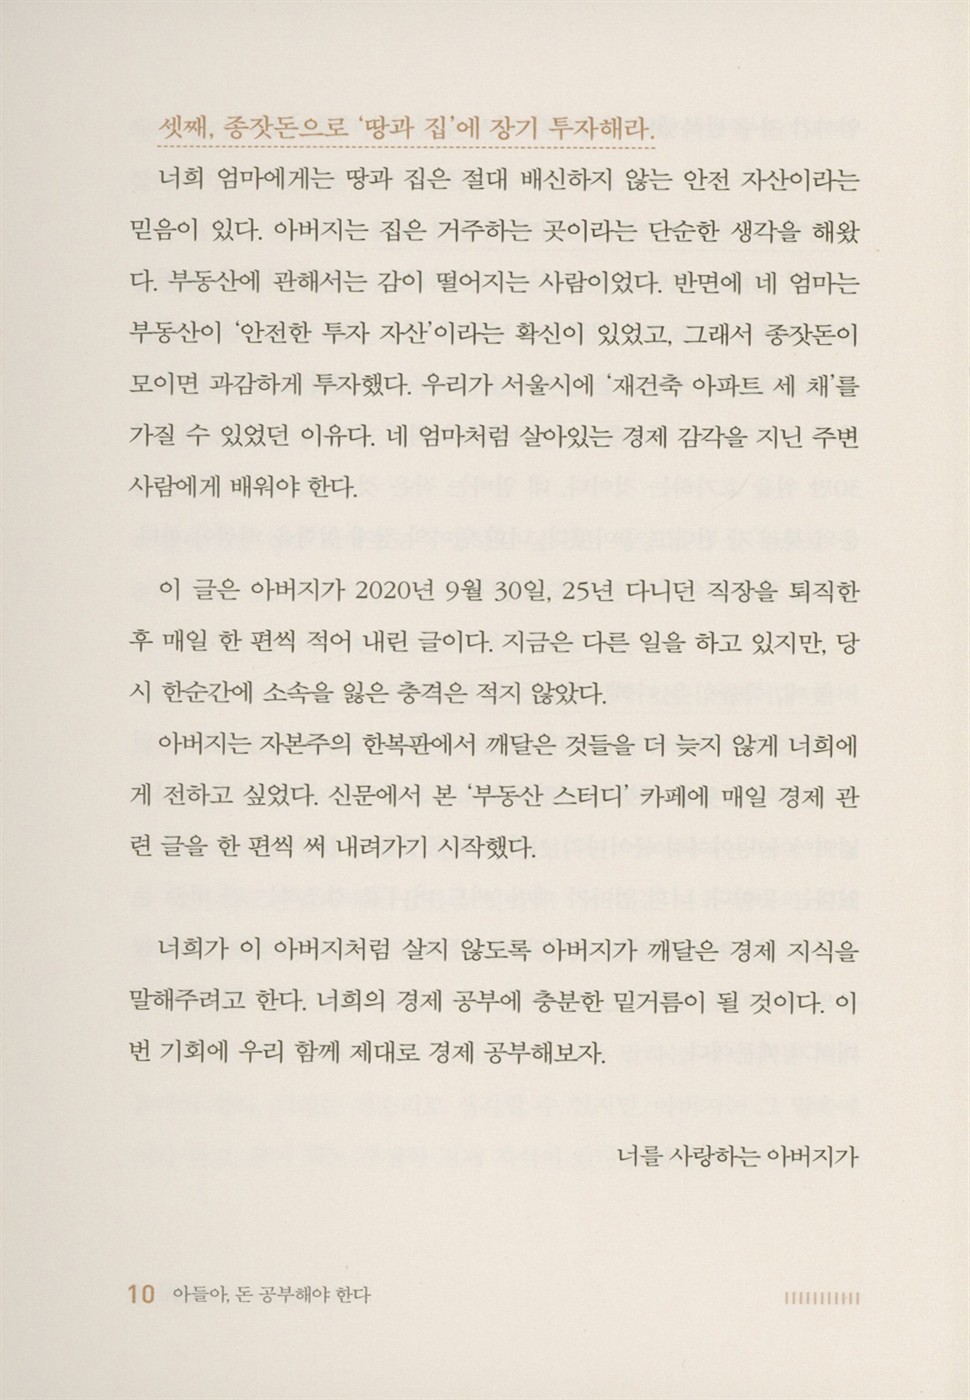 셋째, 종잣돈으로 ‘땅과 집’에 장기 투자해라.
너희 엄마에게는 땅과 집은 절대 배신하지 않는 안전 자산이라는
믿음이 있다. 아버지는 집은 거주하는 곳이라는 단순한 생각을 해왔
다. 부동산에 관해서는 감이 떨어지는 사람이었다. 반면에 네 엄마는
부동산이 ‘안전한 투자 자산’이라는 확신이 있었고, 그래서 종잣돈이
모이면 과감하게 투자했다. 우리가 서울시에 ‘재건축 아파트 세 채’를
가질 수 있었던 이유다. 네 엄마처럼 살아있는 경제 감각을 지닌 주변
사람에게 배워야 한다.
이 글은 아버지가 2020년 9월 30일, 25년 다니던 직장을 퇴직한
후 매일 한 편씩 적어 내린 글이다. 지금은 다른 일을 하고 있지만, 당
시 한순간에 소속을 잃은 충격은 적지 않았다.
아버지는 자본주의 한복판에서 깨달은 것들을 더 늦지 않게 너희에
게 전하고 싶었다. 신문에서 본 ‘부동산 스터디’ 카페에 매일 경제 관
련 글을 한 편씩 써 내려가기 시작했다.
너희가 이 아버지처럼 살지 않도록 아버지가 깨달은 경제 지식을
말해주려고 한다. 너희의 경제 공부에 충분한 밑거름이 될 것이다. 이
번 기회에 우리 함께 제대로 경제 공부해보자.
너를 사랑하는 아버지가
10 아들아, 돈 공부해야 한다